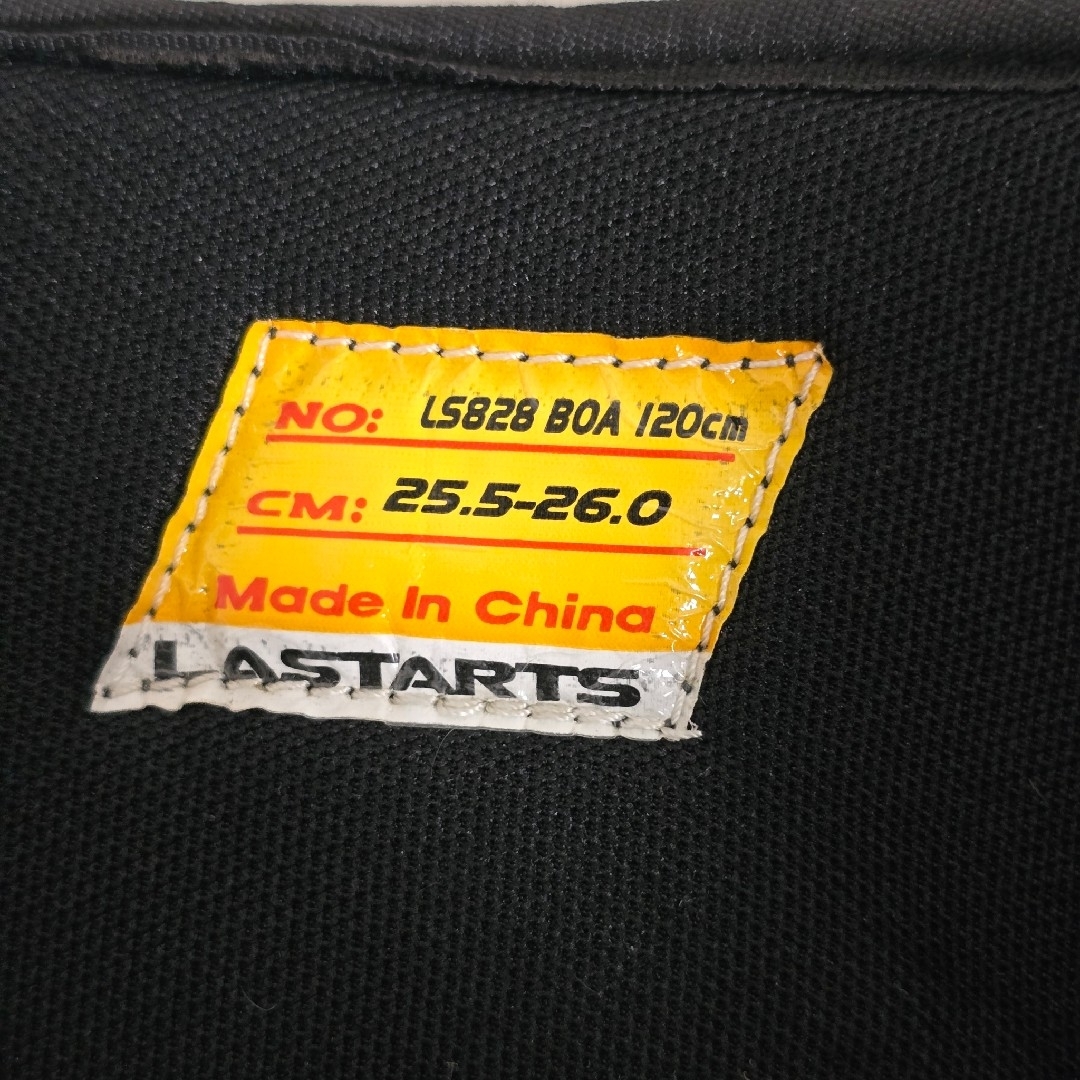 NO: LS828 BOA 120cm
CM: 25.5-26.0
Made In China
LASTARTS